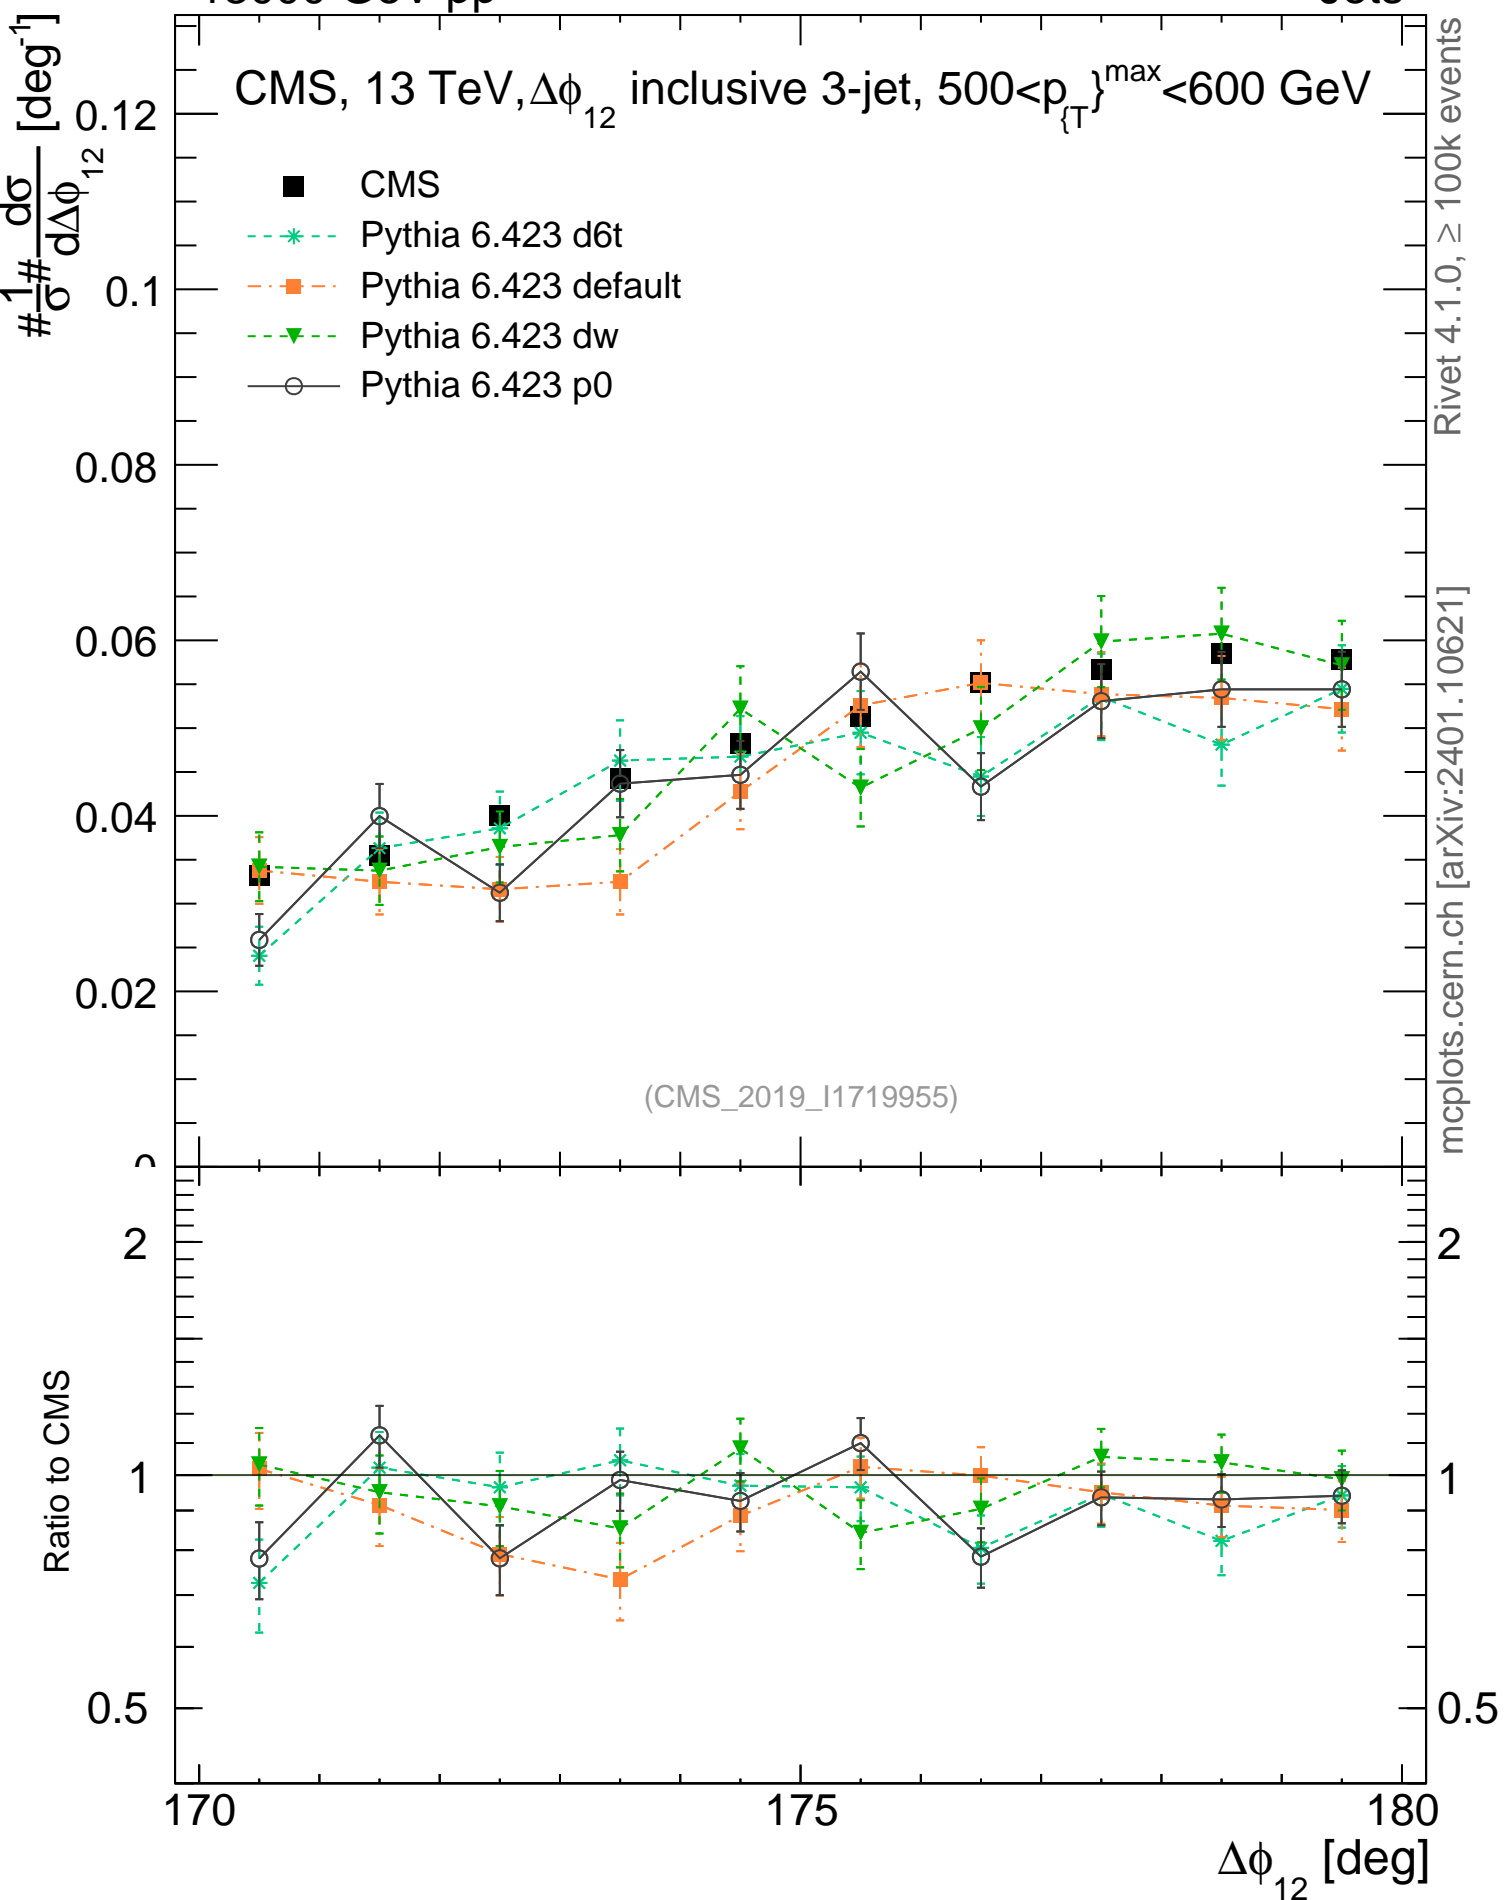 CMS, 13 TeV, Δϕ12 inclusive 3-jet, 500<p{T}max<600 GeV
CMS
Pythia 6.423 d6t
Pythia 6.423 default
Pythia 6.423 dw
Pythia 6.423 p0
#1/σ# dσ/dΔϕ12 [deg-1]
0.12
0.1
0.08
0.06
0.04
0.02
0
(CMS_2019_I1719955)
Rivet 4.1.0, ≥ 100k events
mcplots.cern.ch [arXiv:2401.10621]
Ratio to CMS
2
1
0.5
2
1
0.5
170
175
180
Δϕ12 [deg]